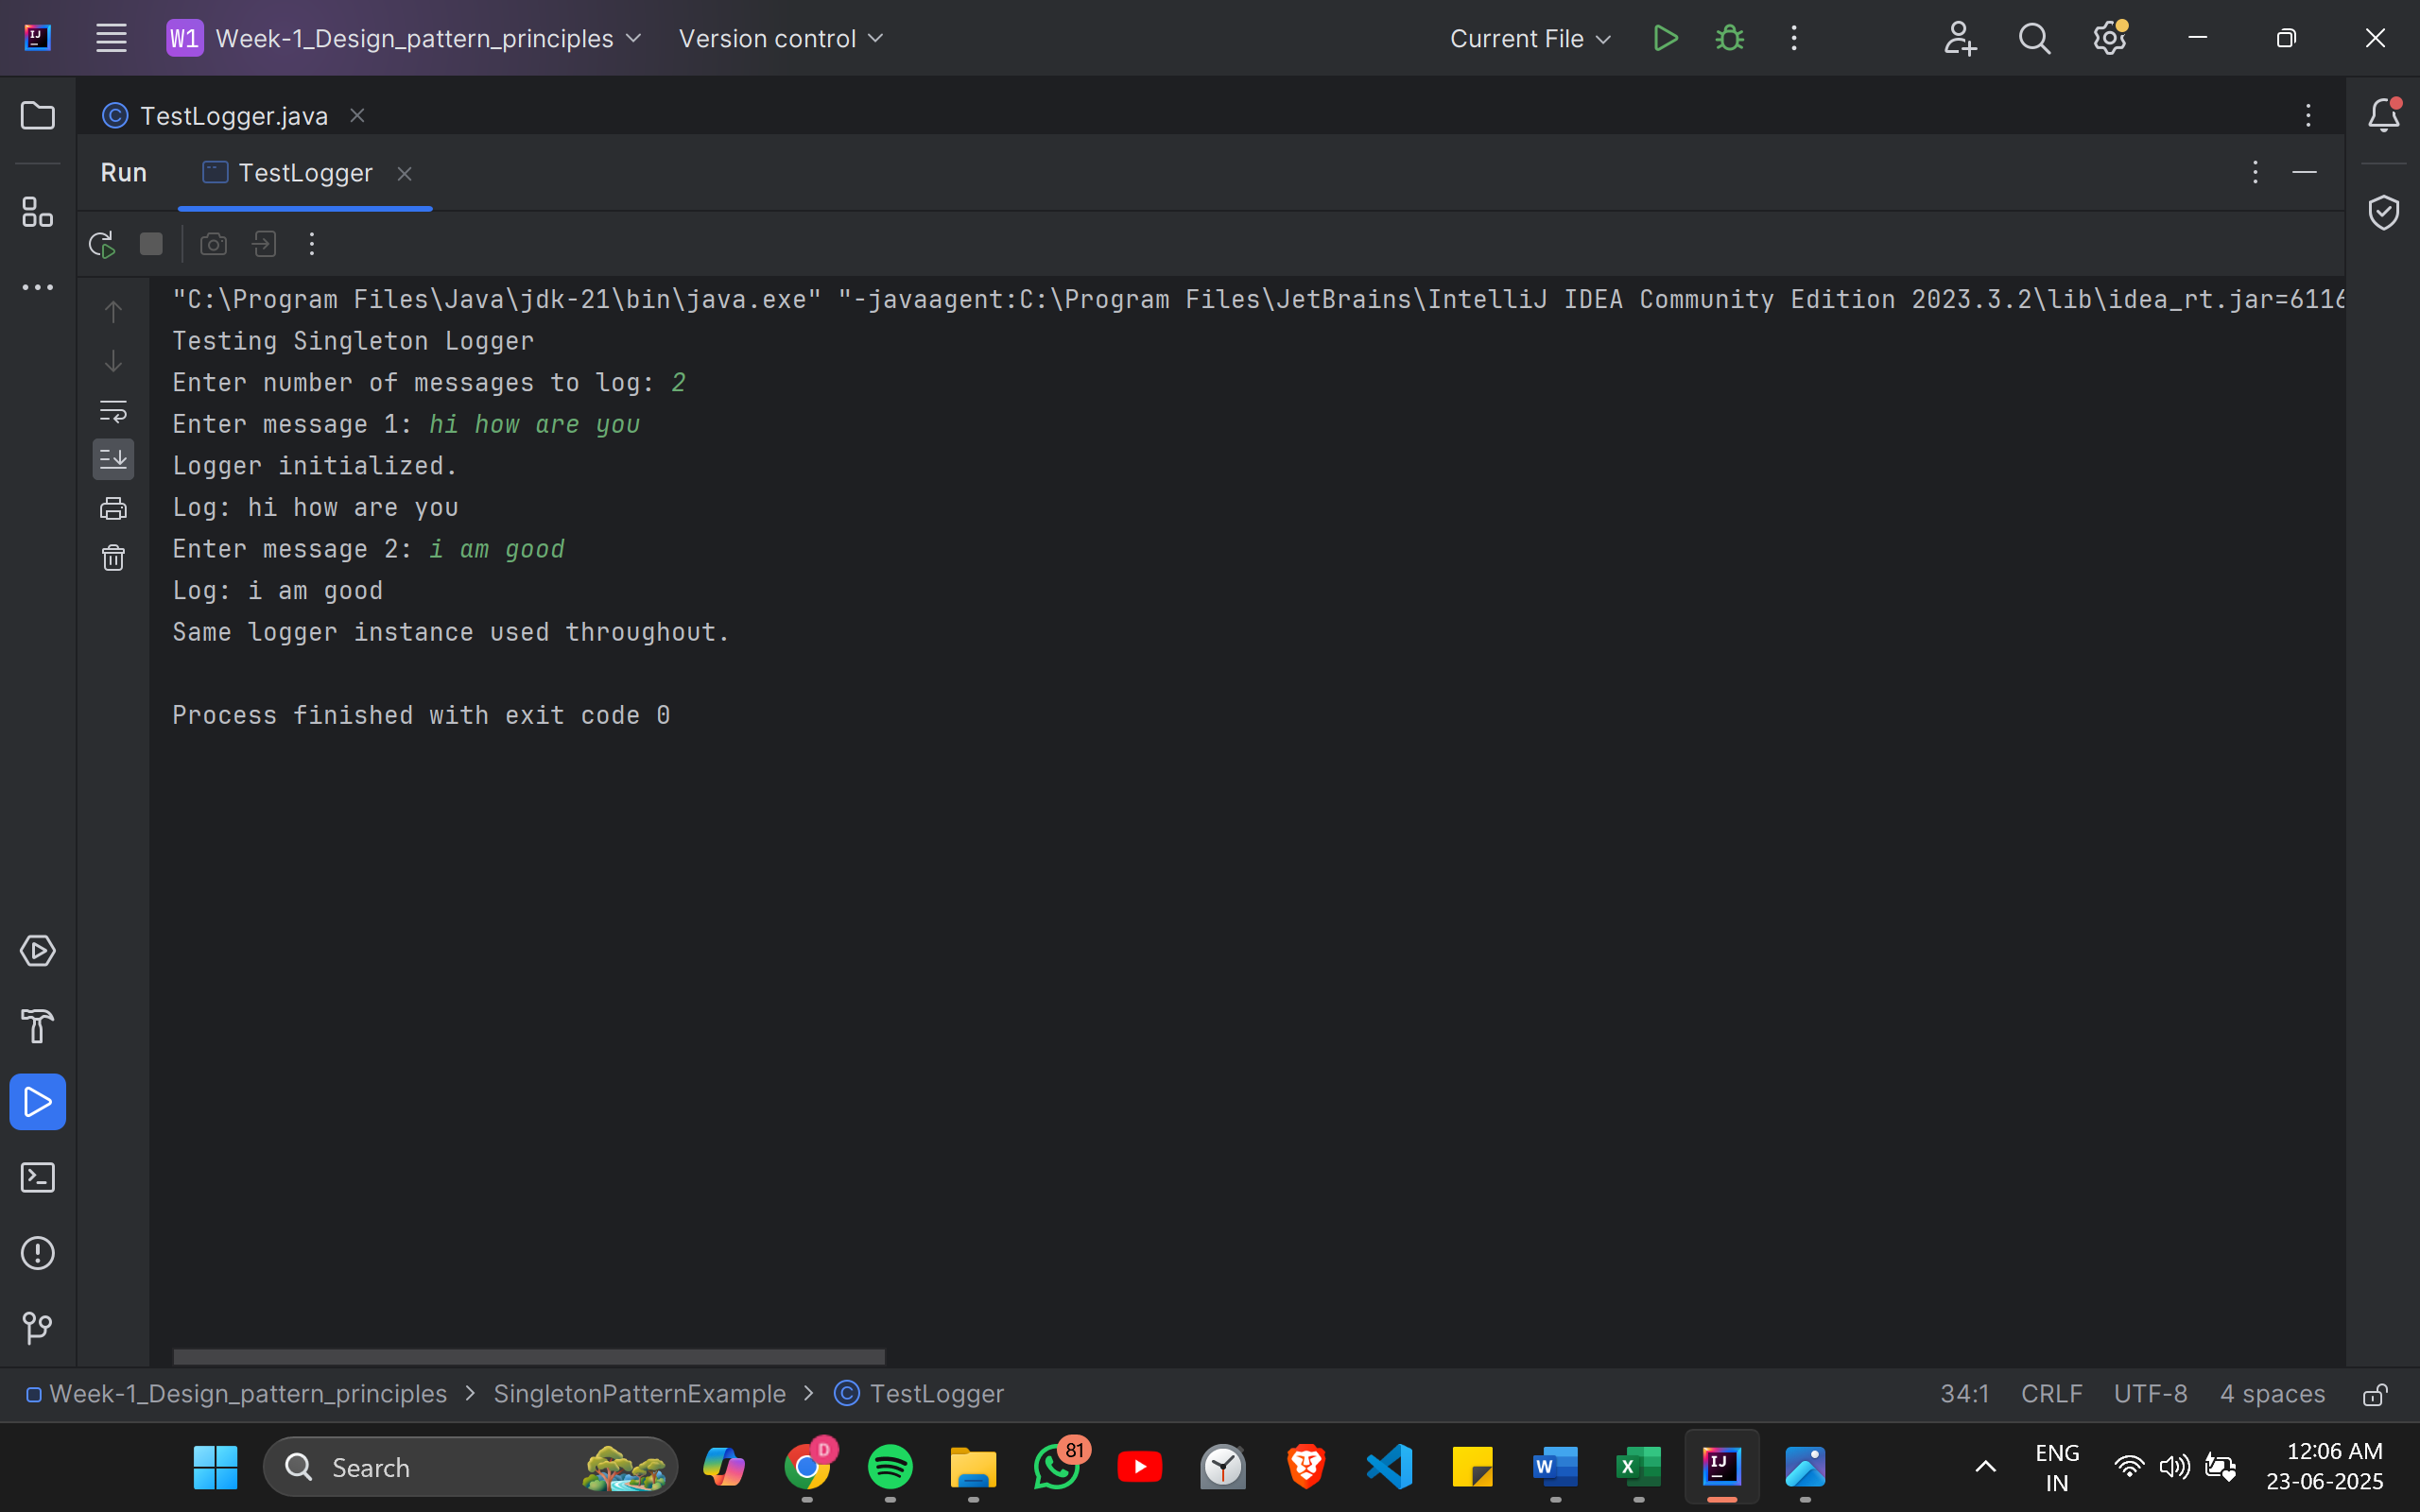 W1 Week-1_Design_pattern_principles Version control Current File
TestLogger.java
Run TestLogger
"C:\Program Files\Java\jdk-21\bin\java.exe" "-javaagent:C:\Program Files\JetBrains\IntelliJ IDEA Community Edition 2023.3.2\lib\idea_rt.jar=6116
Testing Singleton Logger
Enter number of messages to log: 2
Enter message 1: hi how are you
Logger initialized.
Log: hi how are you
Enter message 2: i am good
Log: i am good
Same logger instance used throughout.
Process finished with exit code 0
Week-1_Design_pattern_principles > SingletonPatternExample > TestLogger 34:1 CRLF UTF-8 4 spaces
Search D 81 ENG 12:06 AM
IN 23-06-2025